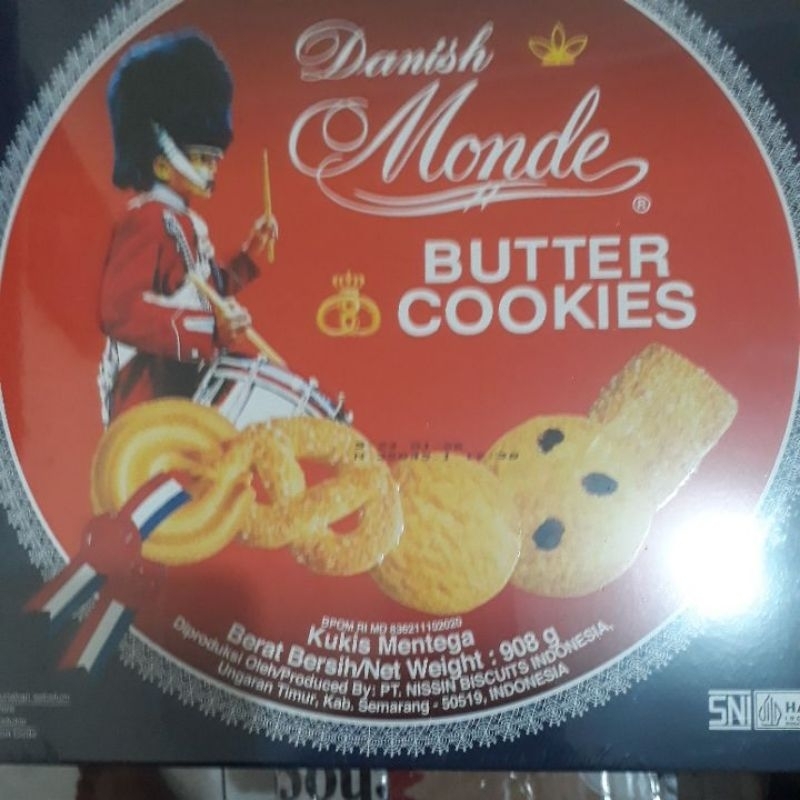 Danish
Monde
®
BUTTER
COOKIES
BPOM RI MD 836211152025
Kukis Mentega
Berat Bersih/Net Weight : 908 g
Diproduksi Oleh/Produced By: PT. NISSIN BISCUITS INDONESIA,
Ungaran Timur, Kab. Semarang - 50519, INDONESIA
SNI